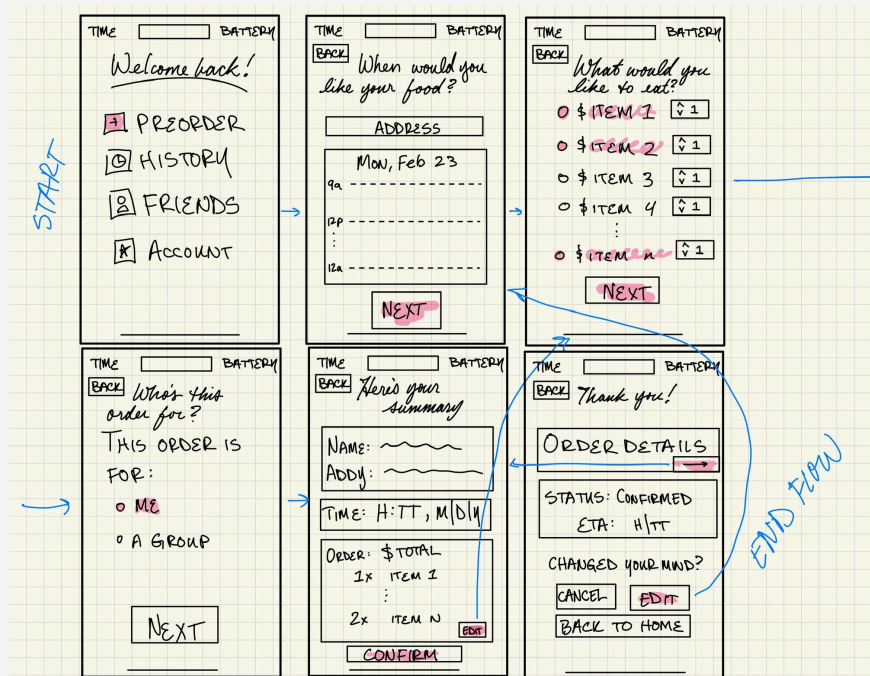 START
TIME BATTERY
Welcome back!
+ PREORDER
HISTORY
FRIENDS
ACCOUNT
TIME BATTERY
BACK
When would you
like your food?
ADDRESS
Mon, Feb 23
9a
12p
12a
NEXT
TIME BATTERY
BACK
What would you
like to eat?
$ ITEM 1 1
$ ITEM 2 1
$ ITEM 3 1
$ ITEM 4 1
$ ITEM n 1
NEXT
TIME BATTERY
BACK
Who's this
order for?
THIS ORDER IS
FOR:
ME
A GROUP
NEXT
TIME BATTERY
BACK
Here's your
summary
NAME:
ADDY:
TIME: H:TT, M|D|Y
ORDER: $TOTAL
1x ITEM 1
2x ITEM N
EDIT
CONFIRM
TIME BATTERY
BACK
Thank you!
ORDER DETAILS
STATUS: CONFIRMED
ETA: H/TT
CHANGED YOUR MIND?
CANCEL EDIT
BACK TO HOME
END FLOW